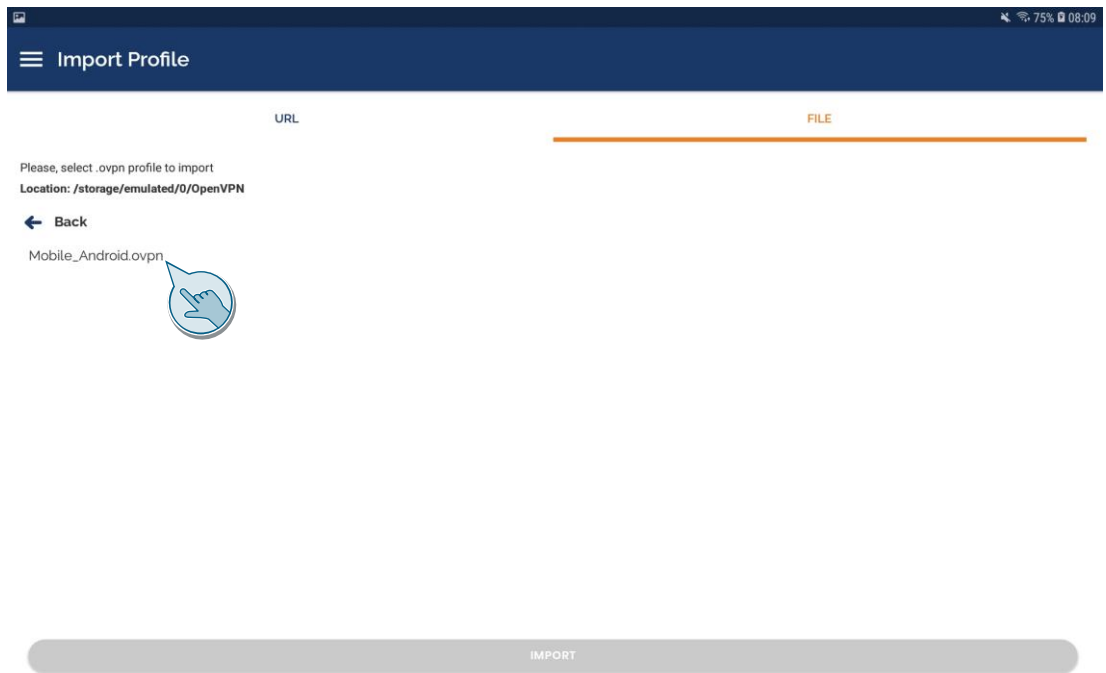 75% 08:09
Import Profile
URL FILE
Please, select .ovpn profile to import
Location: /storage/emulated/0/OpenVPN
Back
Mobile_Android.ovpn
IMPORT